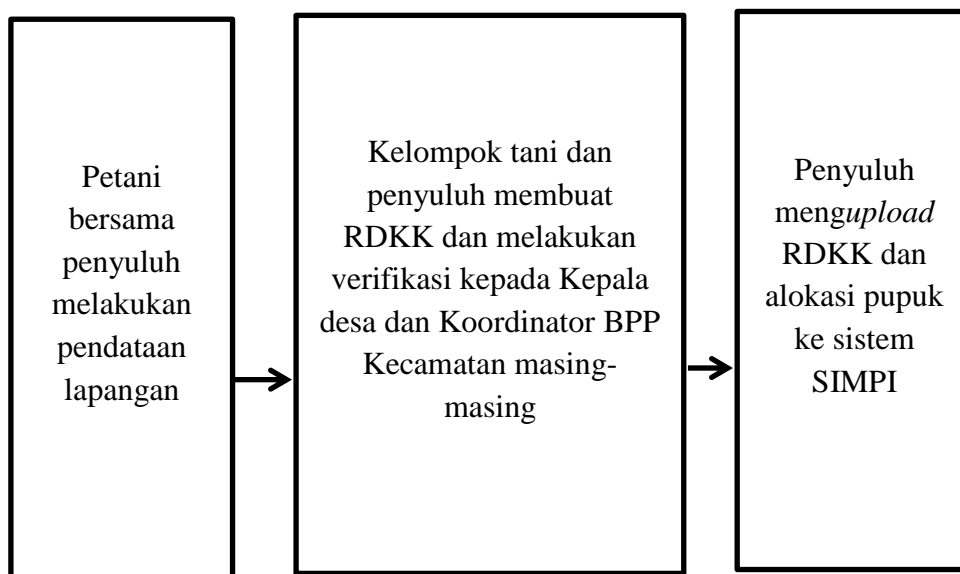 Petani
bersama
penyuluh
melakukan
pendataan
lapangan
Kelompok tani dan
penyuluh membuat
RDKK dan melakukan
verifikasi kepada Kepala
desa dan Koordinator BPP
Kecamatan masing-
masing
Penyuluh
mengupload
RDKK dan
alokasi pupuk
ke sistem
SIMPI